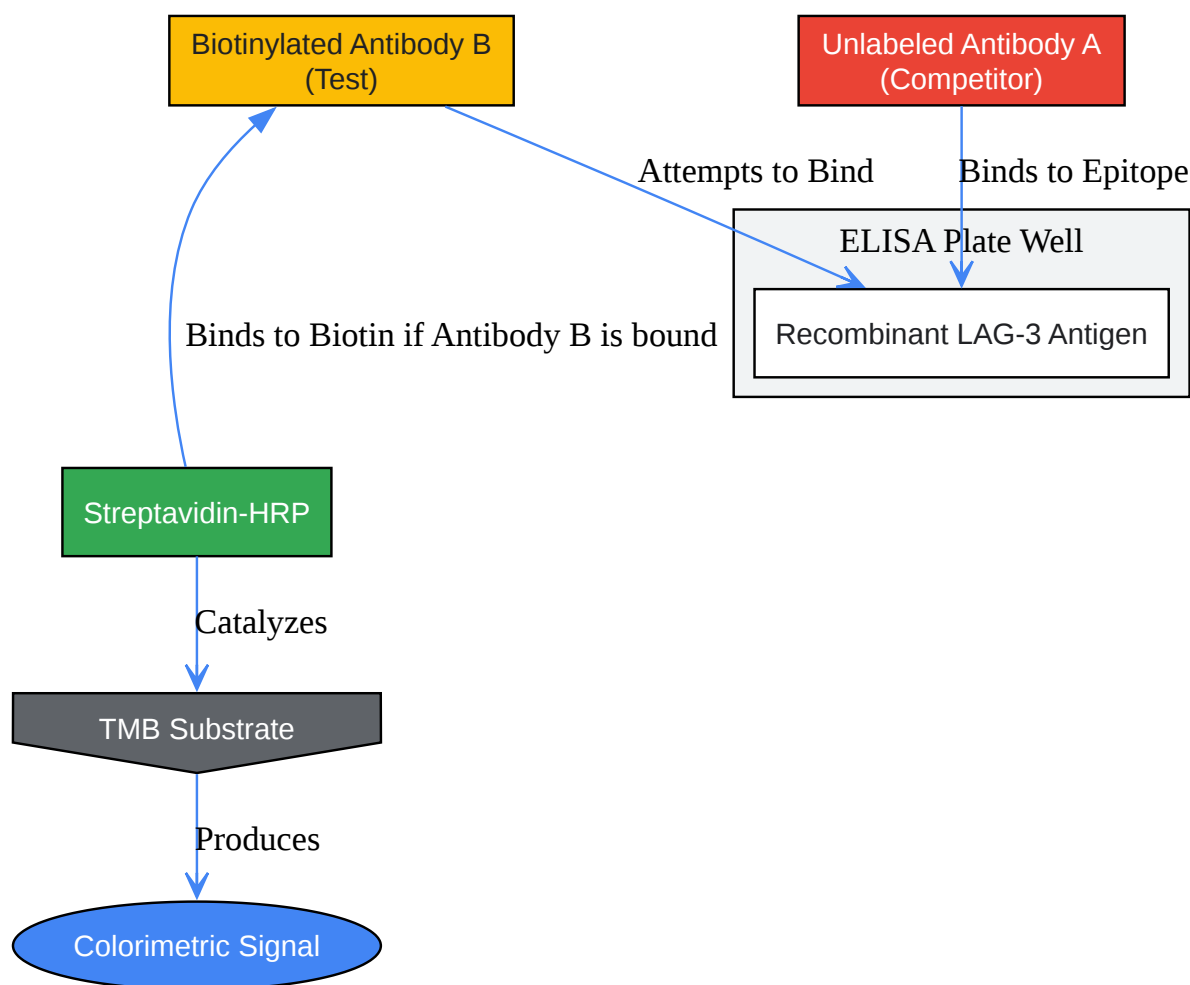 Biotinylated Antibody B
(Test)
Unlabeled Antibody A
(Competitor)
Attempts to Bind
Binds to Epitope
ELISA Plate Well
Recombinant LAG-3 Antigen
Binds to Biotin if Antibody B is bound
Streptavidin-HRP
Catalyzes
TMB Substrate
Produces
Colorimetric Signal